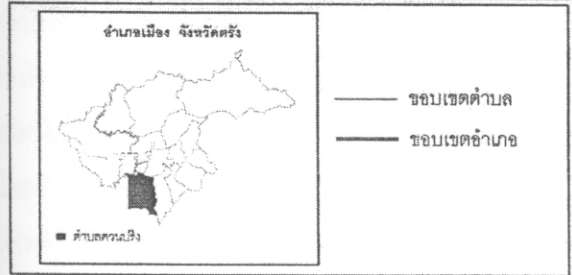 อำเภอเมือง จังหวัดตรัง
ขอบเขตตำบล
ขอบเขตอำเภอ
ตำบลควนปริง